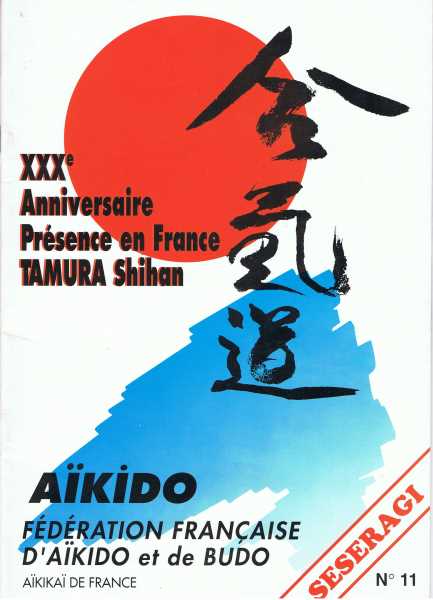 合氣道
XXXe
Anniversaire
Présence en France
TAMURA Shihan
AÏKiDO
FÉDÉRATION FRANÇAISE
D'AÏKIDO et de BUDO
AÏKIKAÏ DE FRANCE
SESERAGI
N° 11